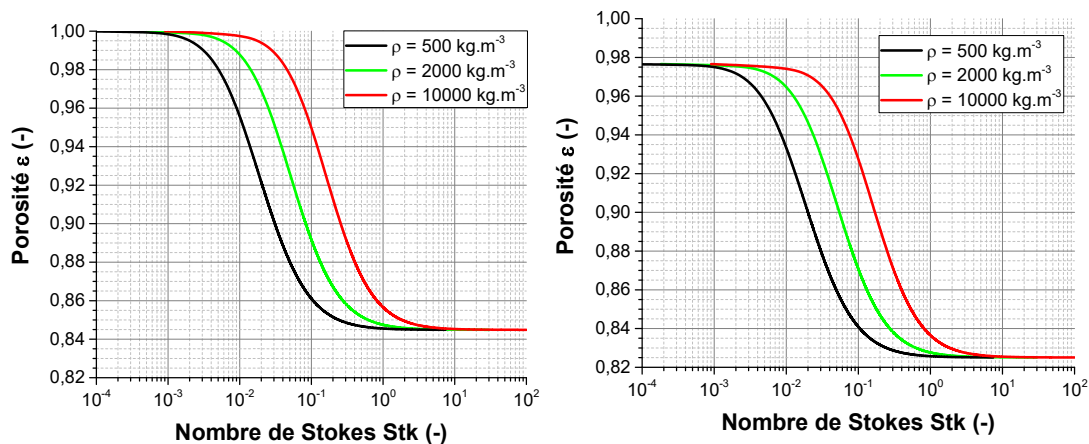 1,00
0,98
0,96
0,94
0,92
0,90
0,88
0,86
0,84
0,82
Porosité ε (-)
ρ = 500 kg.m⁻³
ρ = 2000 kg.m⁻³
ρ = 10000 kg.m⁻³
10⁻⁴ 10⁻³ 10⁻² 10⁻¹ 10⁰ 10¹ 10²
Nombre de Stokes Stk (-)
1,00
0,98
0,96
0,94
0,92
0,90
0,88
0,86
0,84
0,82
Porosité ε (-)
ρ = 500 kg.m⁻³
ρ = 2000 kg.m⁻³
ρ = 10000 kg.m⁻³
10⁻⁴ 10⁻³ 10⁻² 10⁻¹ 10⁰ 10¹ 10²
Nombre de Stokes Stk (-)